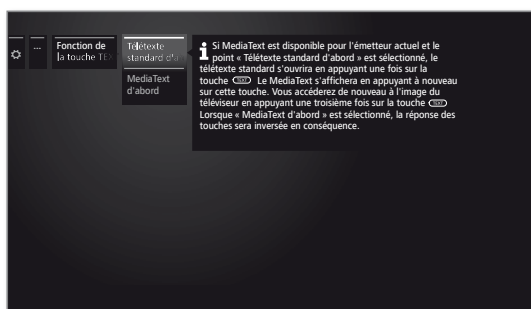 ...
Fonction de
la touche TEX
Télétexte
standard d'a
MediaText
d'abord
Si MediaText est disponible pour l'émetteur actuel et le
point « Télétexte standard d'abord » est sélectionné, le
télétexte standard s'ouvrira en appuyant une fois sur la
touche TEXT Le MediaText s'affichera en appuyant à nouveau
sur cette touche. Vous accéderez de nouveau à l'image du
téléviseur en appuyant une troisième fois sur la touche TEXT
Lorsque « MediaText d'abord » est sélectionné, la réponse des
touches sera inversée en conséquence.